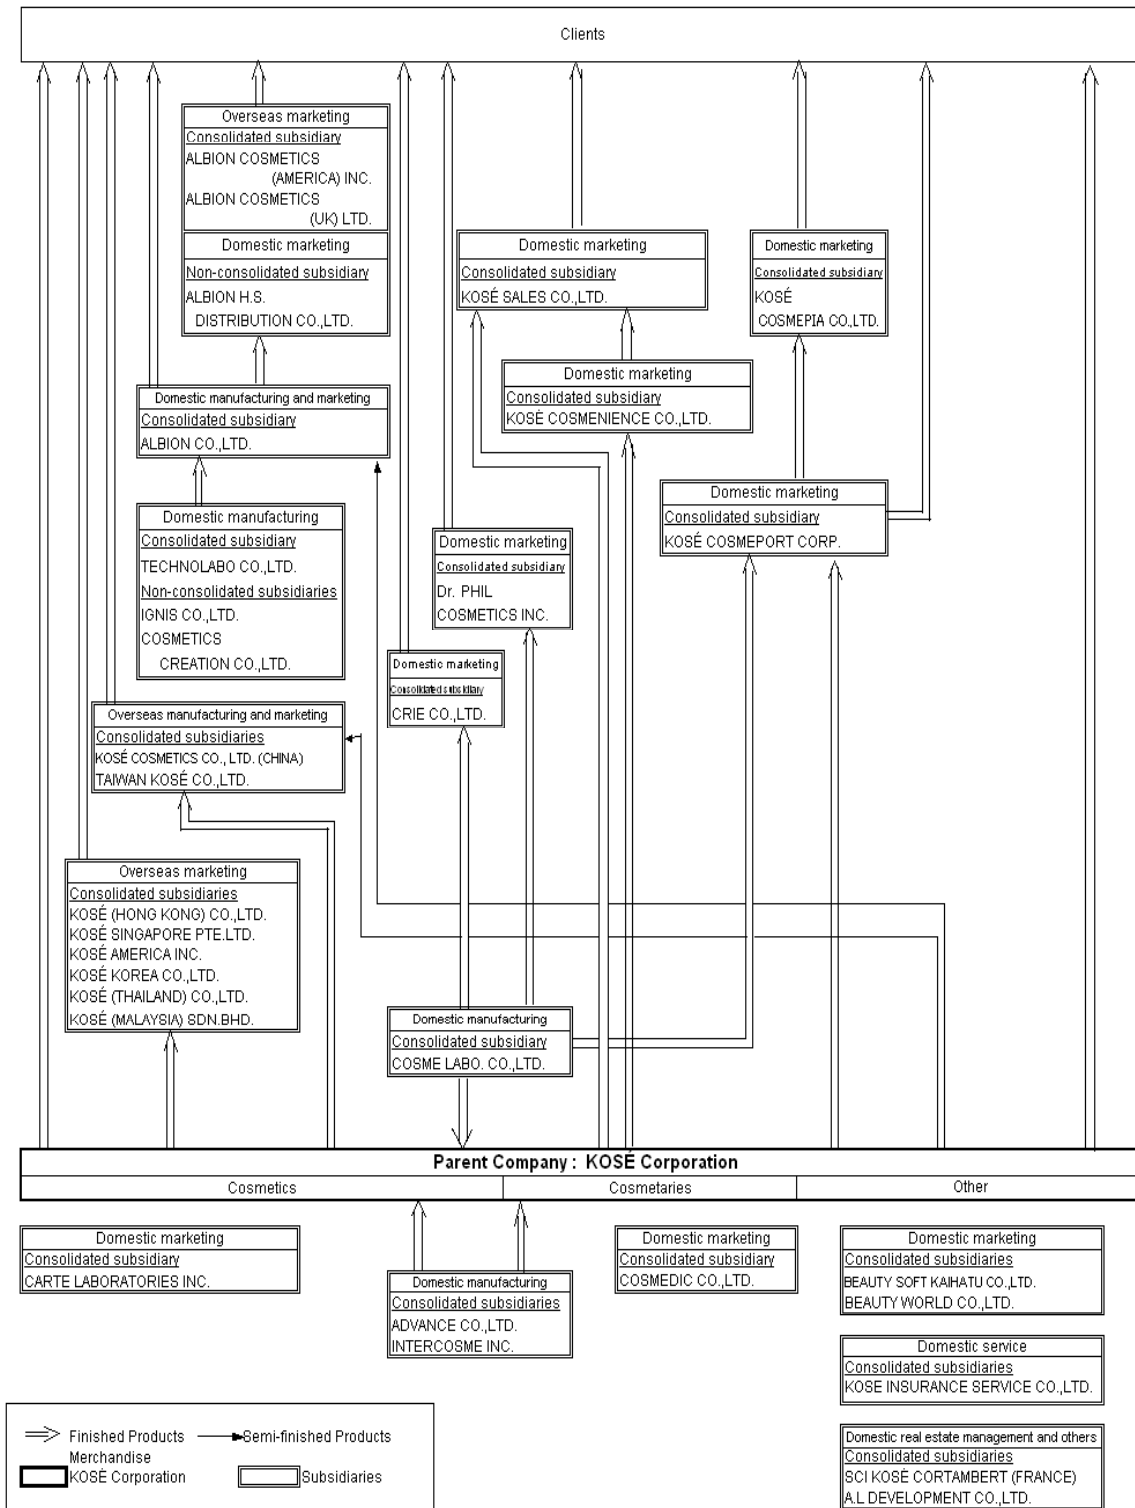 Clients
Overseas marketing
Consolidated subsidiary
ALBION COSMETICS
(AMERICA) INC.
ALBION COSMETICS
(UK) LTD.
Domestic marketing
Non-consolidated subsidiary
ALBION H.S.
DISTRIBUTION CO.,LTD.
Domestic marketing
Consolidated subsidiary
KOSÉ SALES CO.,LTD.
Domestic marketing
Consolidated subsidiary
KOSÉ
COSMEPIA CO.,LTD.
Domestic manufacturing and marketing
Consolidated subsidiary
ALBION CO.,LTD.
Domestic marketing
Consolidated subsidiary
KOSÉ COSMENIENCE CO.,LTD.
Domestic manufacturing
Consolidated subsidiary
TECHNOLABO CO.,LTD.
Non-consolidated subsidiaries
IGNIS CO.,LTD.
COSMETICS
CREATION CO.,LTD.
Domestic marketing
Consolidated subsidiary
Dr. PHIL
COSMETICS INC.
Domestic marketing
Consolidated subsidiary
KOSÉ COSMEPORT CORP.
Domestic marketing
Consolidated subsidiary
CRIE CO.,LTD.
Overseas manufacturing and marketing
Consolidated subsidiaries
KOSÉ COSMETICS CO., LTD. (CHINA)
TAIWAN KOSÉ CO.,LTD.
Overseas marketing
Consolidated subsidiaries
KOSÉ (HONG KONG) CO.,LTD.
KOSÉ SINGAPORE PTE.LTD.
KOSÉ AMERICA INC.
KOSÉ KOREA CO.,LTD.
KOSÉ (THAILAND) CO.,LTD.
KOSÉ (MALAYSIA) SDN.BHD.
Domestic manufacturing
Consolidated subsidiary
COSME LABO. CO.,LTD.
Parent Company : KOSÉ Corporation
Cosmetics Cosmetaries Other
Domestic marketing
Consolidated subsidiary
CARTE LABORATORIES INC.
Domestic manufacturing
Consolidated subsidiaries
ADVANCE CO.,LTD.
INTERCOSME INC.
Domestic marketing
Consolidated subsidiary
COSMEDIC CO.,LTD.
Domestic marketing
Consolidated subsidiaries
BEAUTY SOFT KAIHATU CO.,LTD.
BEAUTY WORLD CO.,LTD.
Domestic service
Consolidated subsidiaries
KOSE INSURANCE SERVICE CO.,LTD.
Domestic real estate management and others
Consolidated subsidiaries
SCI KOSÉ CORTAMBERT (FRANCE)
A.L DEVELOPMENT CO.,LTD.
Finished Products Semi-finished Products
Merchandise
KOSÉ Corporation Subsidiaries